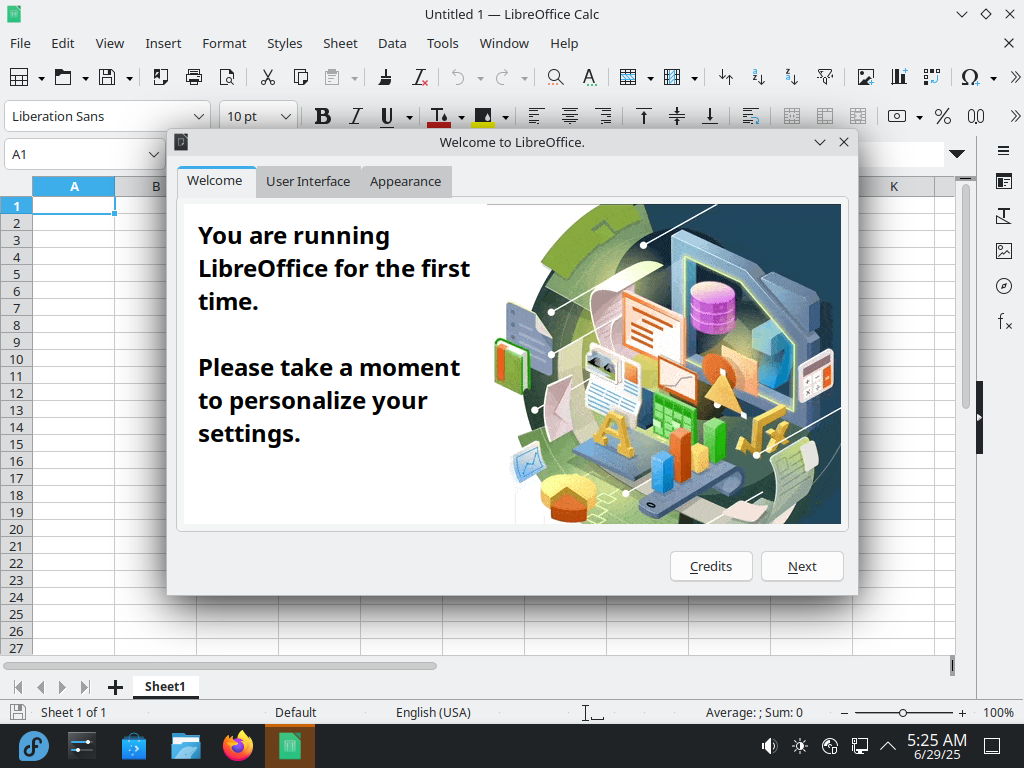 Untitled 1 — LibreOffice Calc
File Edit View Insert Format Styles Sheet Data Tools Window Help
Liberation Sans 10 pt
A1
Welcome to LibreOffice.
Welcome User Interface Appearance
A B K
1
2
3
4
5
6
7
8
9
10
11
12
13
14
15
16
17
18
19
20
21
22
23
24
25
26
27
You are running
LibreOffice for the first
time.
Please take a moment
to personalize your
settings.
Credits Next
Sheet1
Sheet 1 of 1 Default English (USA) Average: ; Sum: 0 100%
5:25 AM
6/29/25